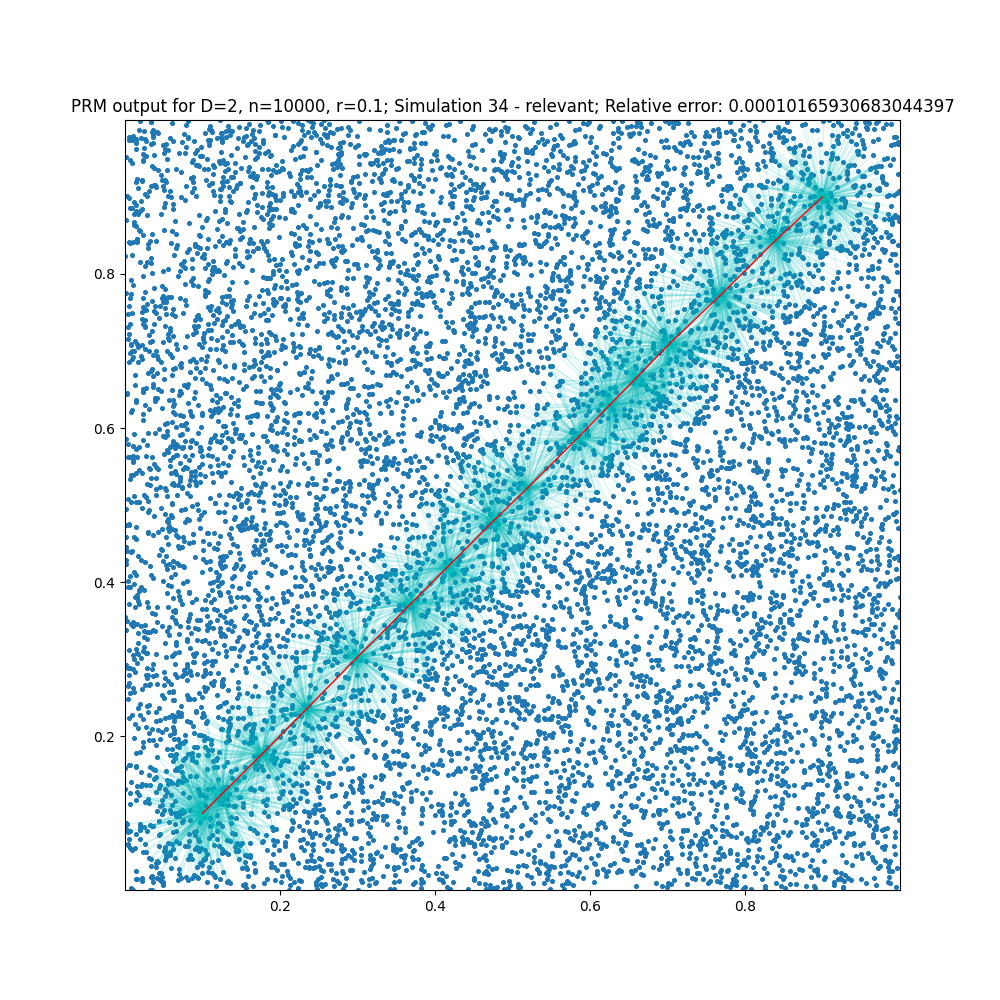 PRM output for D=2, n=10000, r=0.1; Simulation 34 - relevant; Relative error: 0.00010165930683044397
0.8
0.6
0.4
0.2
0.2 0.4 0.6 0.8